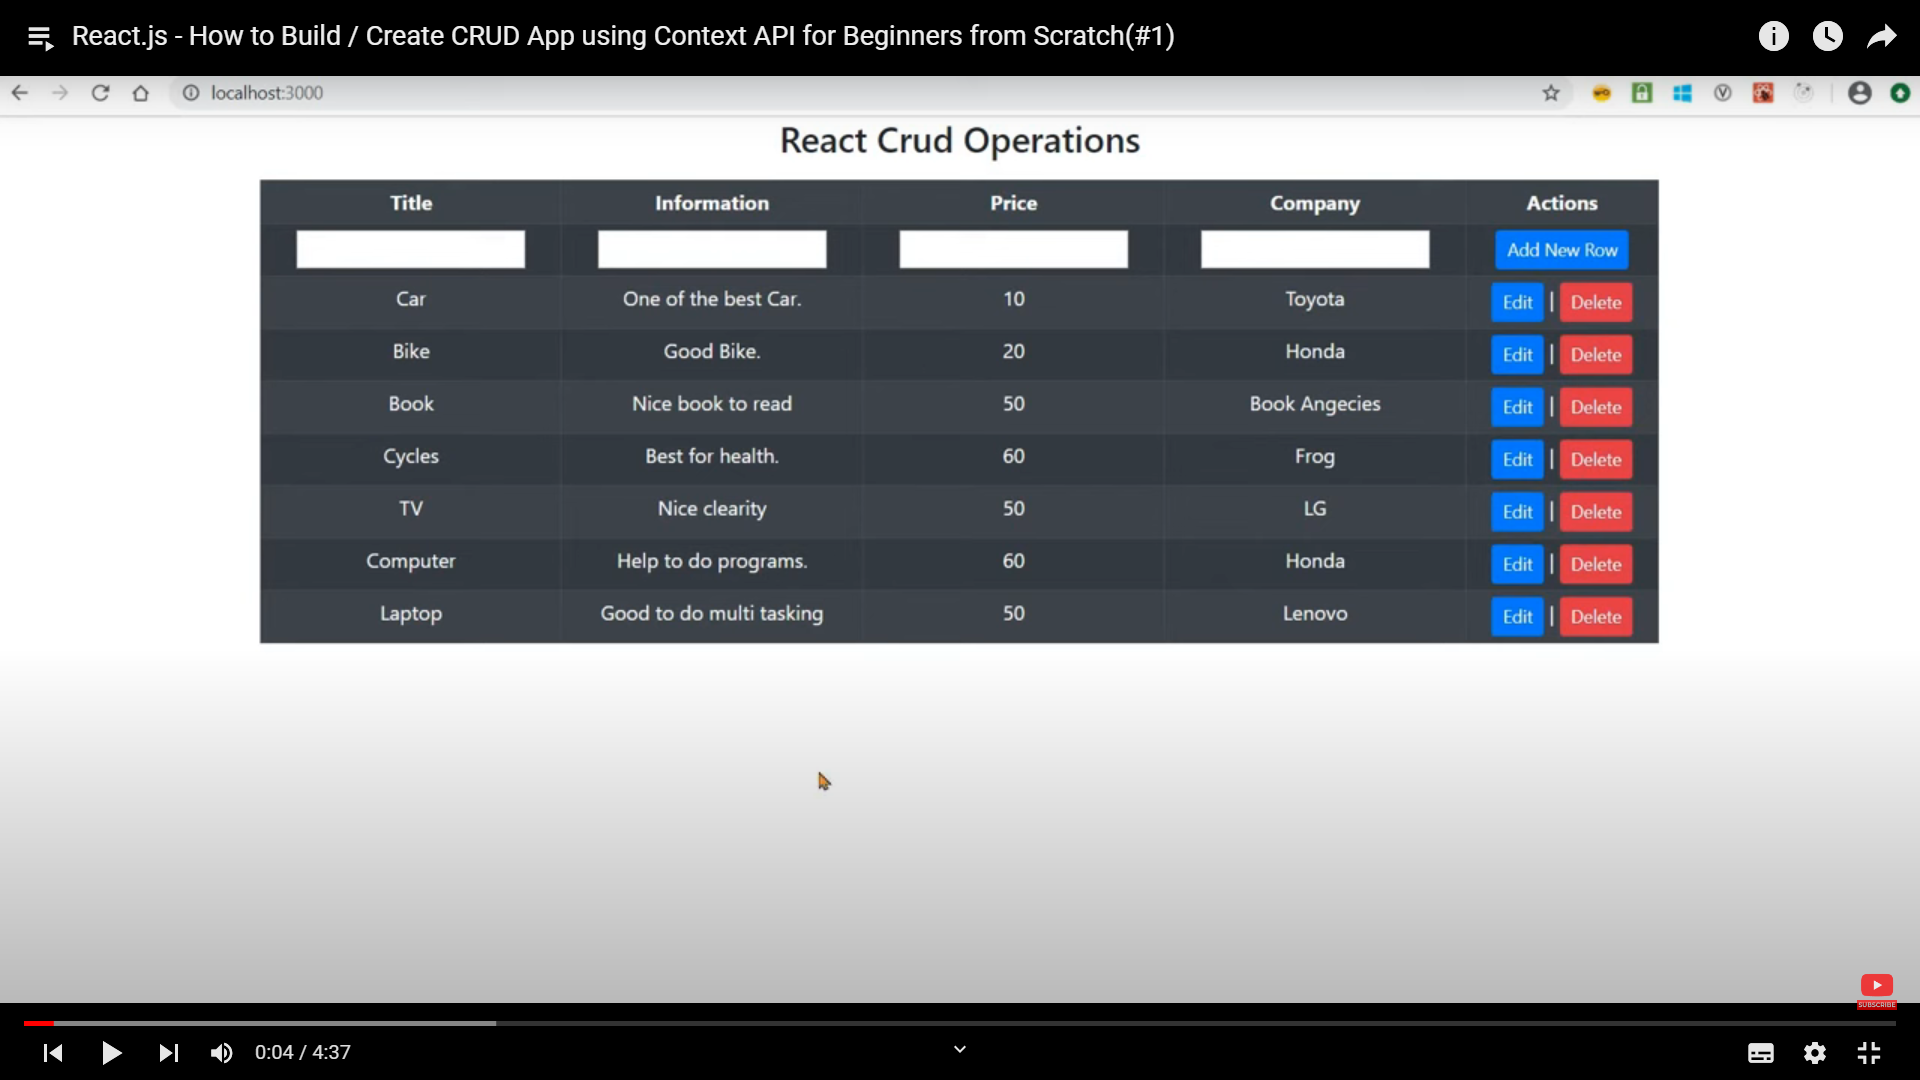 React.js - How to Build / Create CRUD App using Context API for Beginners from Scratch(#1)
localhost:3000
React Crud Operations
Title Information Price Company Actions
Add New Row
Car One of the best Car. 10 Toyota Edit | Delete
Bike Good Bike. 20 Honda Edit | Delete
Book Nice book to read 50 Book Angecies Edit | Delete
Cycles Best for health. 60 Frog Edit | Delete
TV Nice clearity 50 LG Edit | Delete
Computer Help to do programs. 60 Honda Edit | Delete
Laptop Good to do multi tasking 50 Lenovo Edit | Delete
SUBSCRIBE
0:04 / 4:37